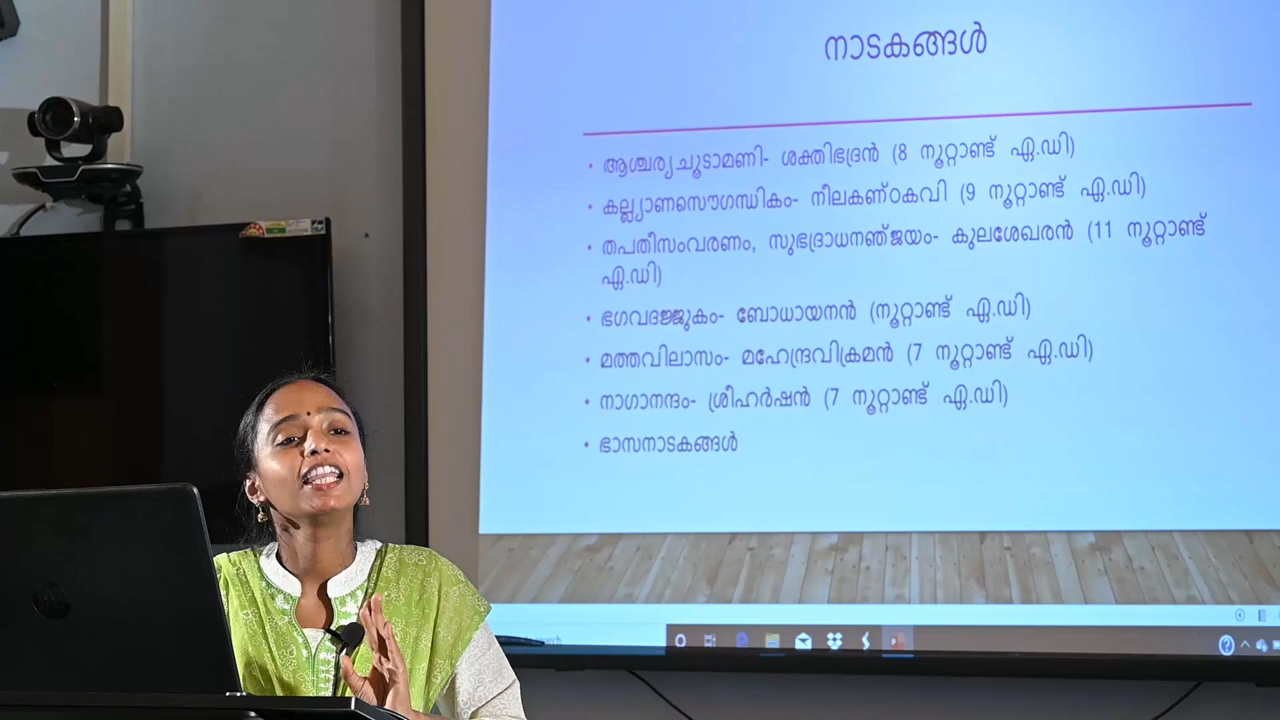 നാടകങ്ങൾ
• ആശ്ചര്യചൂടാമണി- ശക്തിഭദ്രൻ (8 നൂറ്റാണ്ട് ഏ.ഡി)
• കല്ല്യാണസൌഗന്ധികം- നീലകണ്ഠകവി (9 നൂറ്റാണ്ട് ഏ.ഡി)
• തപതീസംവരണം, സുഭദ്രാധനഞ്ജയം- കുലശേഖരൻ (11 നൂറ്റാണ്ട്
ഏ.ഡി)
• ഭഗവദജ്ജുകം- ബോധായനൻ (നൂറ്റാണ്ട് ഏ.ഡി)
• മത്തവിലാസം- മഹേന്ദ്രവിക്രമൻ (7 നൂറ്റാണ്ട് ഏ.ഡി)
• നാഗാനന്ദം- ശ്രീഹർഷൻ (7 നൂറ്റാണ്ട് ഏ.ഡി)
• ഭാസനാടകങ്ങൾ